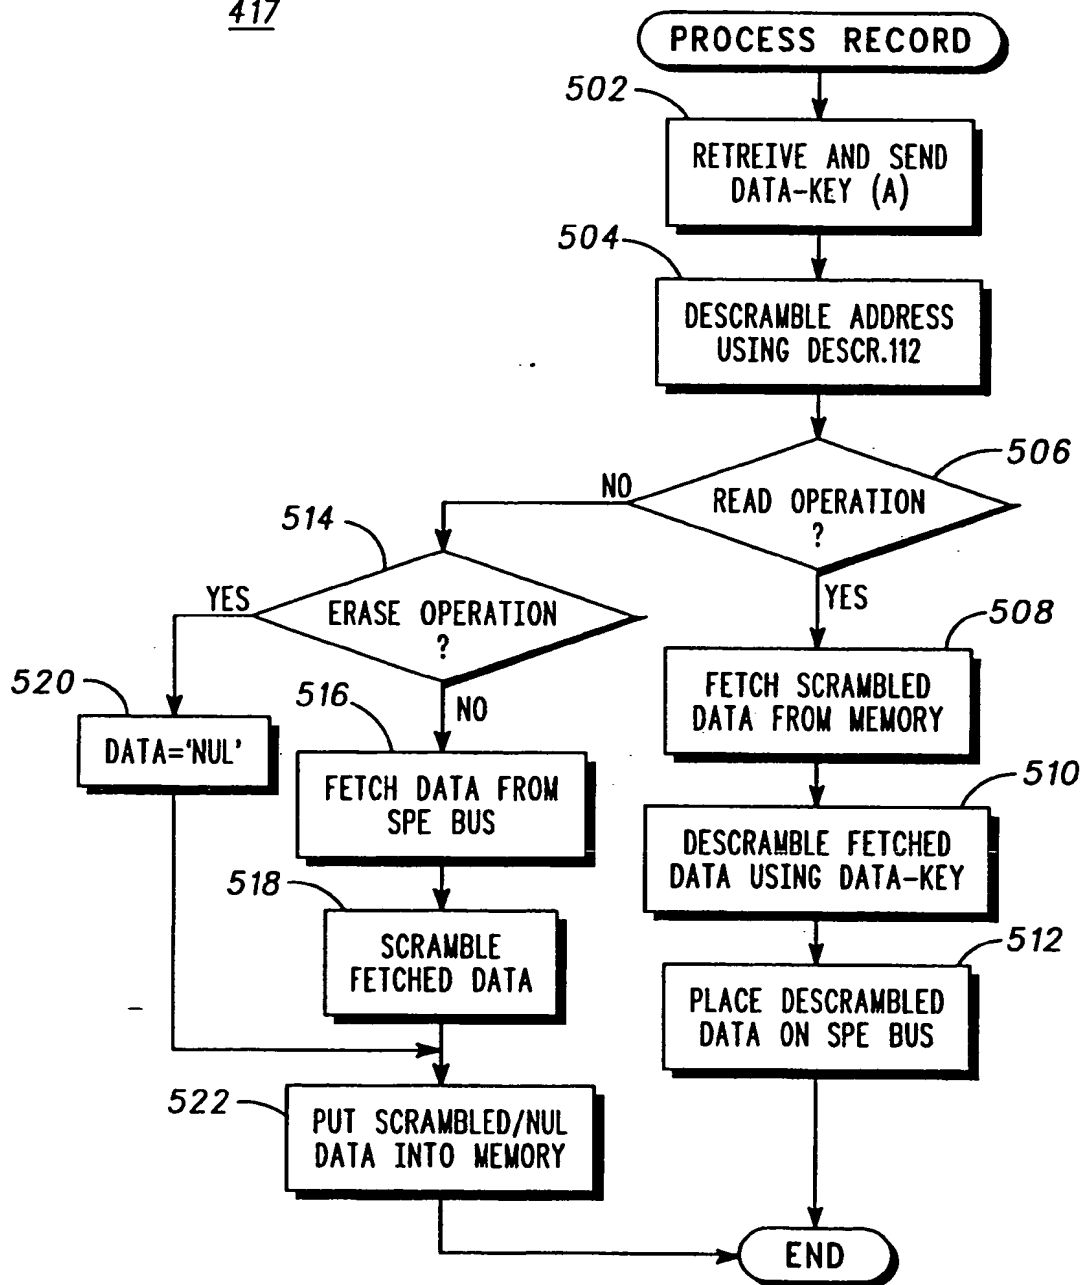 417
PROCESS RECORD
502
RETREIVE AND SEND
DATA-KEY (A)
504
DESCRAMBLE ADDRESS
USING DESCR.112
506
READ OPERATION
?
NO
YES
514
ERASE OPERATION
?
YES
NO
508
FETCH SCRAMBLED
DATA FROM MEMORY
520
DATA='NUL'
516
FETCH DATA FROM
SPE BUS
510
DESCRAMBLE FETCHED
DATA USING DATA-KEY
518
SCRAMBLE
FETCHED DATA
512
PLACE DESCRAMBLED
DATA ON SPE BUS
522
PUT SCRAMBLED/NUL
DATA INTO MEMORY
END